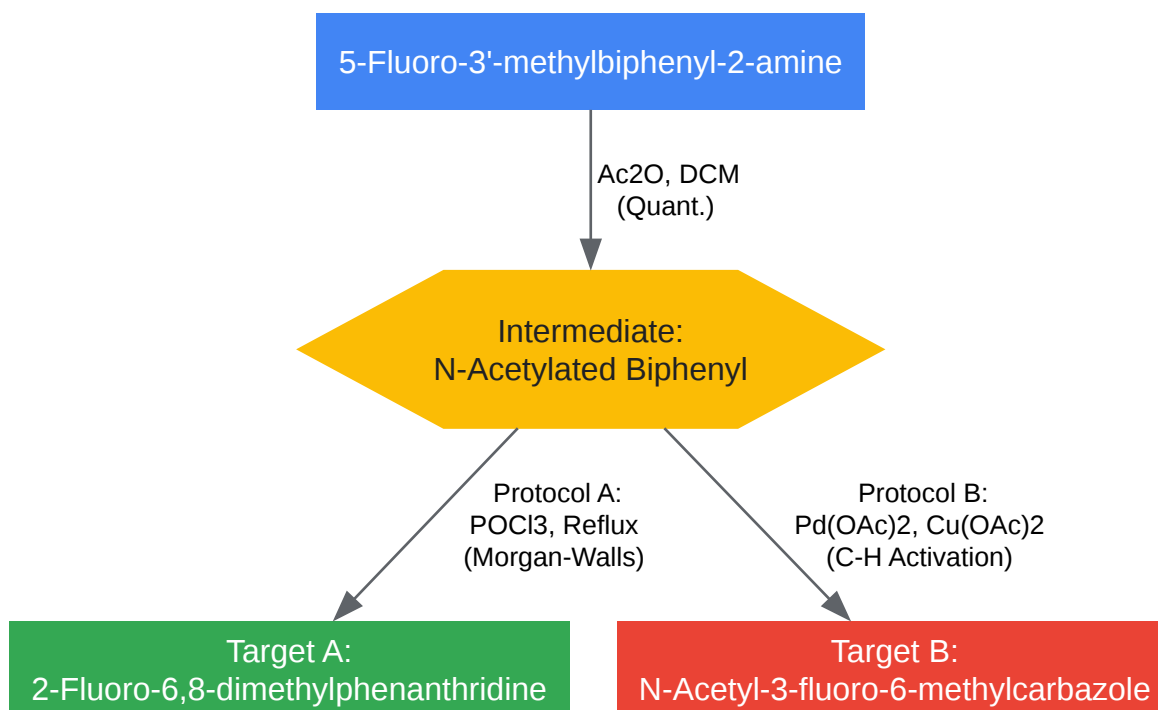 5-Fluoro-3'-methylbiphenyl-2-amine
Ac2O, DCM
(Quant.)
Intermediate:
N-Acetylated Biphenyl
Protocol A:
POCl3, Reflux
(Morgan-Walls)
Protocol B:
Pd(OAc)2, Cu(OAc)2
(C-H Activation)
Target A:
2-Fluoro-6,8-dimethylphenanthridine
Target B:
N-Acetyl-3-fluoro-6-methylcarbazole